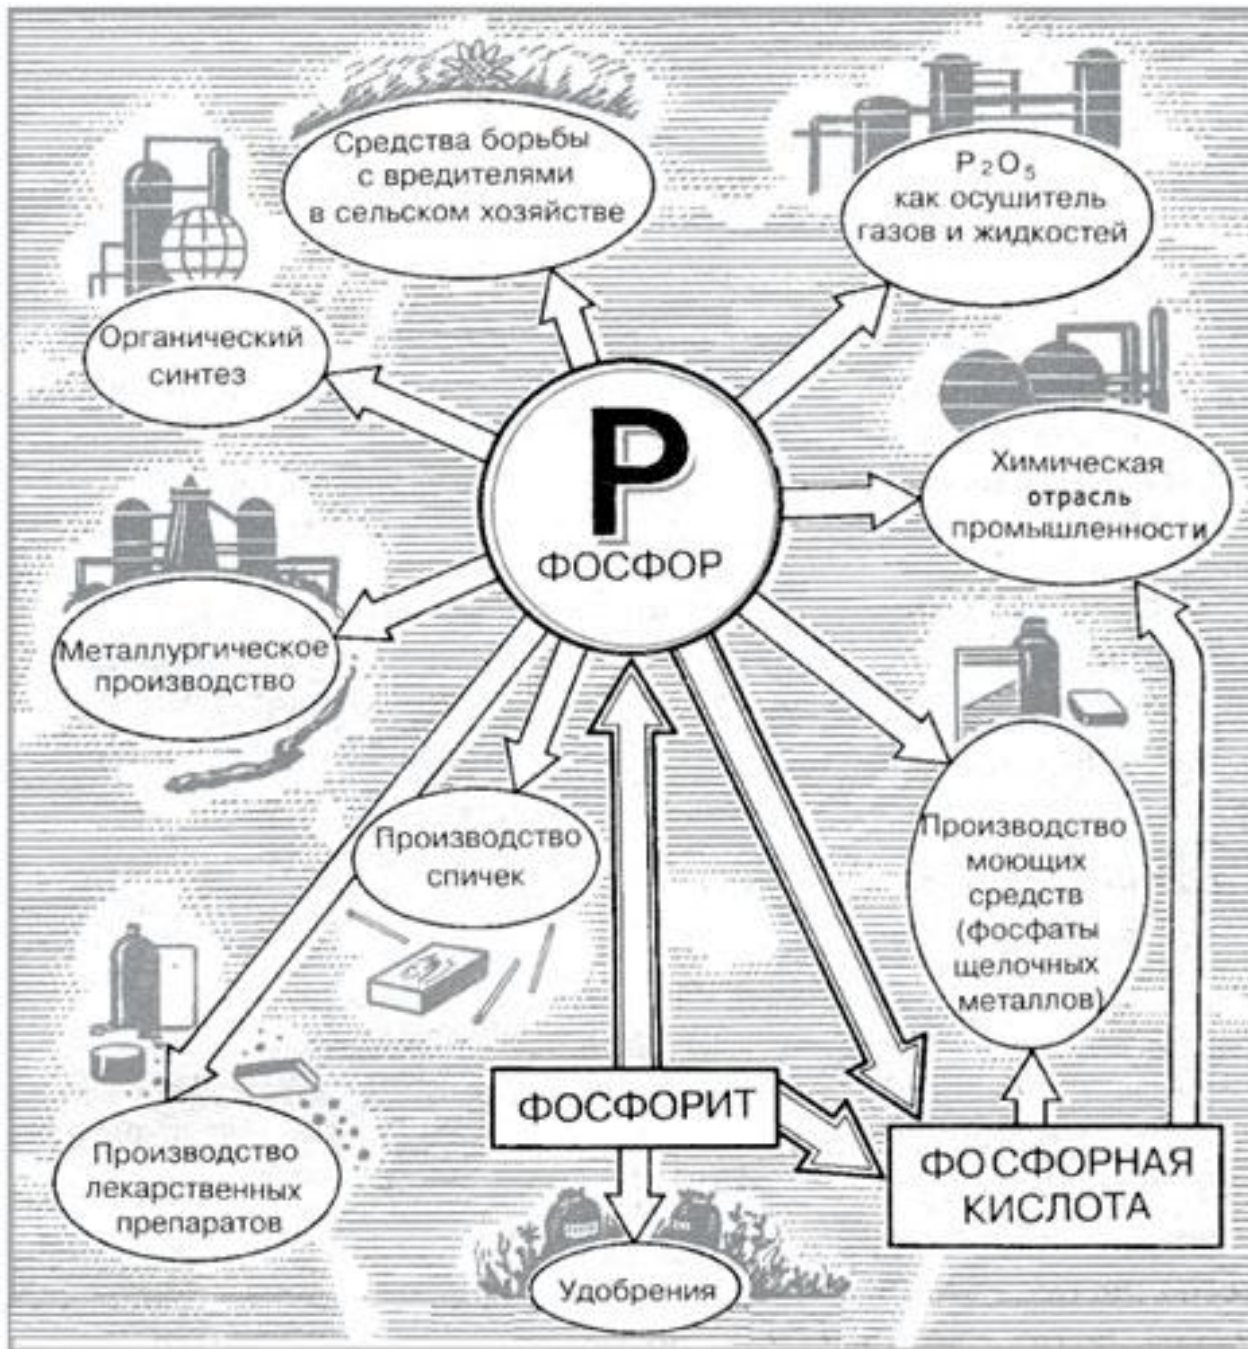 Средства борьбы
с вредителями
в сельском хозяйстве
P₂O₅
как осушитель
газов и жидкостей
Органический
синтез
P
ФОСФОР
Химическая
отрасль
промышленности
Металлургическое
производство
Производство
спичек
Производство
моющих
средств
(фосфаты
щелочных
металлов)
ФОСФОРИТ
ФОСФОРНАЯ
КИСЛОТА
Производство
лекарственных
препаратов
Удобрения